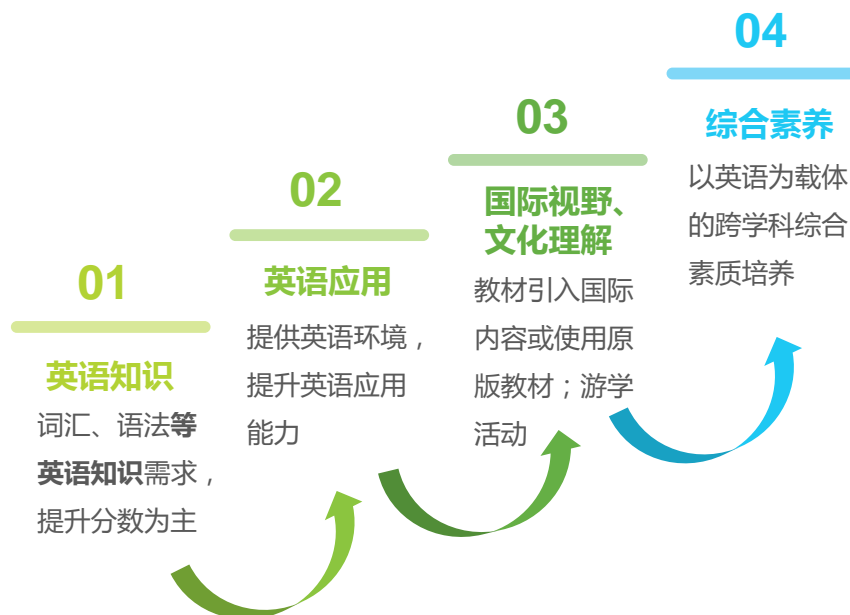 01
英语知识
词汇、语法等
英语知识需求，
提升分数为主
02
英语应用
提供英语环境，
提升英语应用
能力
03
国际视野、
文化理解
教材引入国际
内容或使用原
版教材；游学
活动
04
综合素养
以英语为载体
的跨学科综合
素质培养